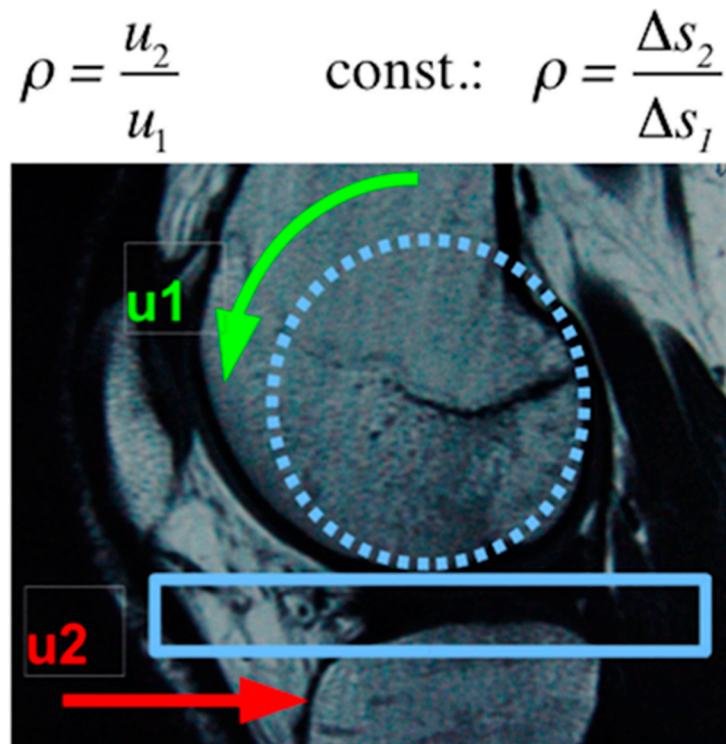 ρ = u₂/u₁ const.: ρ = Δs₂/Δs₁
u1
u2